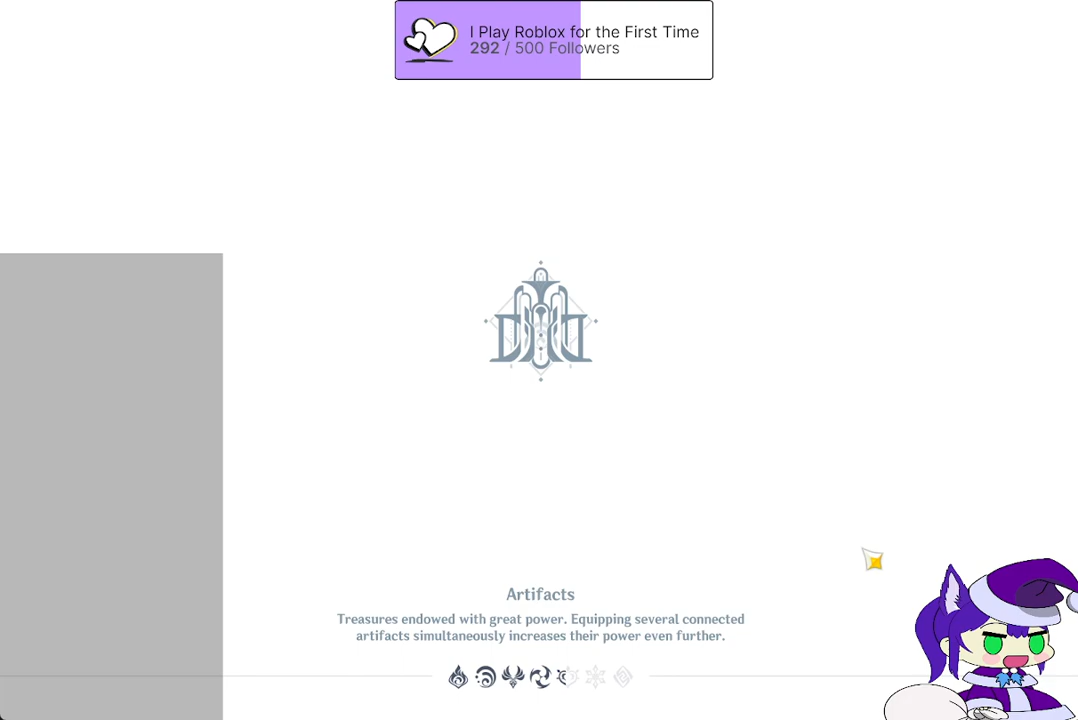 I Play Roblox for the First Time
292 / 500 Followers
Artifacts
Treasures endowed with great power. Equipping several connected
artifacts simultaneously increases their power even further.